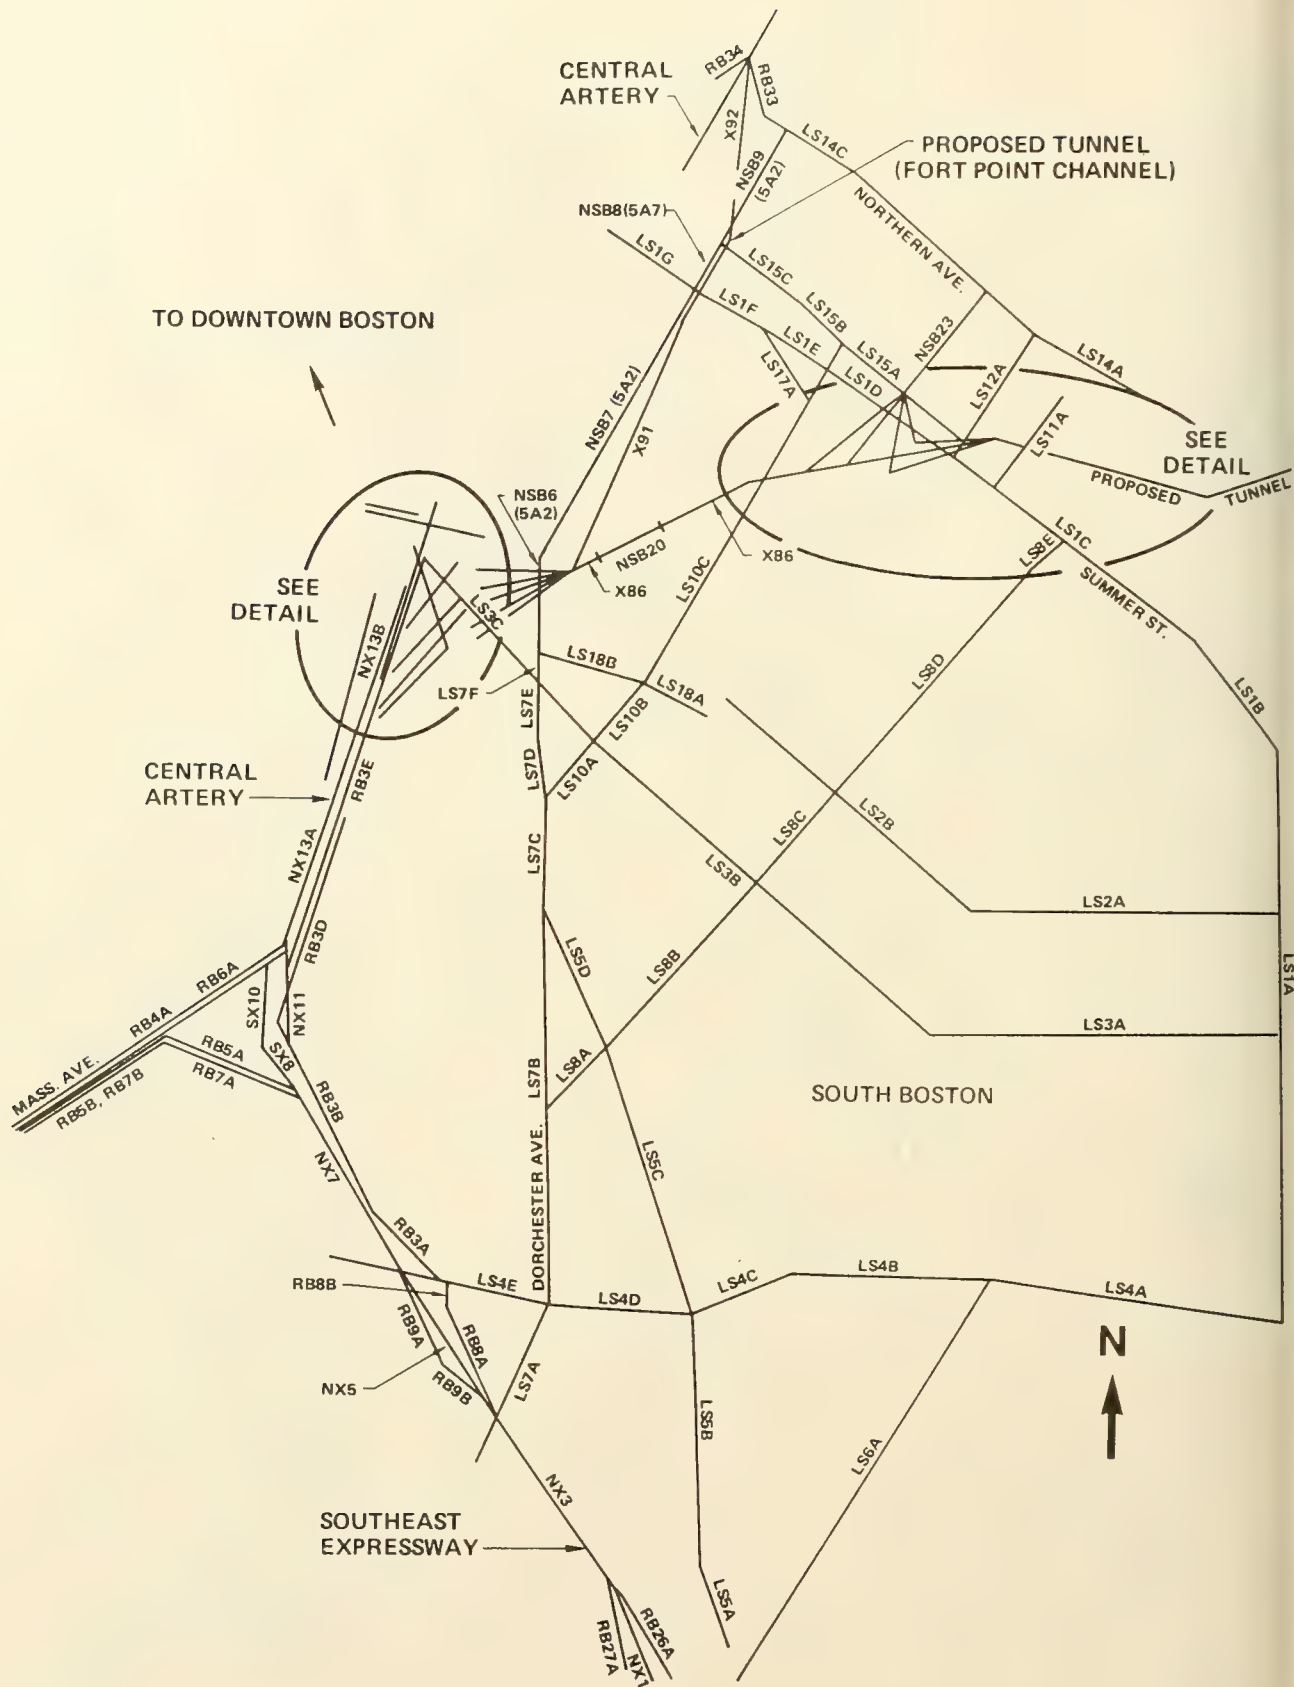 RB34
CENTRAL
ARTERY
RB33
X92
LS14C
PROPOSED TUNNEL
(FORT POINT CHANNEL)
NSB9
(5A2)
NSB8(5A7)
NORTHERN AVE.
LS1G
LS15C
LS1F
LS15B
NSB23
TO DOWNTOWN BOSTON
LS1E
LS15A
LS17A
LS1D
LS12A
LS14A
NSB7 (5A2)
X91
LS11A
SEE
DETAIL
PROPOSED
TUNNEL
NSB6
(5A2)
NSB20
X86
X86
LS10C
LS1C
LS8E
SUMMER ST.
SEE
DETAIL
LS3C
NX13B
LS18B
LS18A
LS7F
LS7E
LS10B
LS8D
LS1B
CENTRAL
ARTERY
RB3E
LS7D
LS10A
LS8C
LS2B
NX13A
LS7C
LS3B
LS2A
RB3D
LS5D
LS8B
LS1A
RB6A
RB4A
SX10
NX11
LS3A
MASS. AVE.
RB5B, RB7B
RB5A
RB7A
SX8
RB3B
LS7B
LS8A
SOUTH BOSTON
NX7
LS5C
DORCHESTER AVE.
RB3A
RB8B
LS4E
LS4D
LS4C
LS4B
LS4A
RB9A
RB8A
NX5
RB9B
LS7A
N
LS5B
LS6A
NX3
SOUTHEAST
EXPRESSWAY
LS5A
RB27A
NX1
RB26A